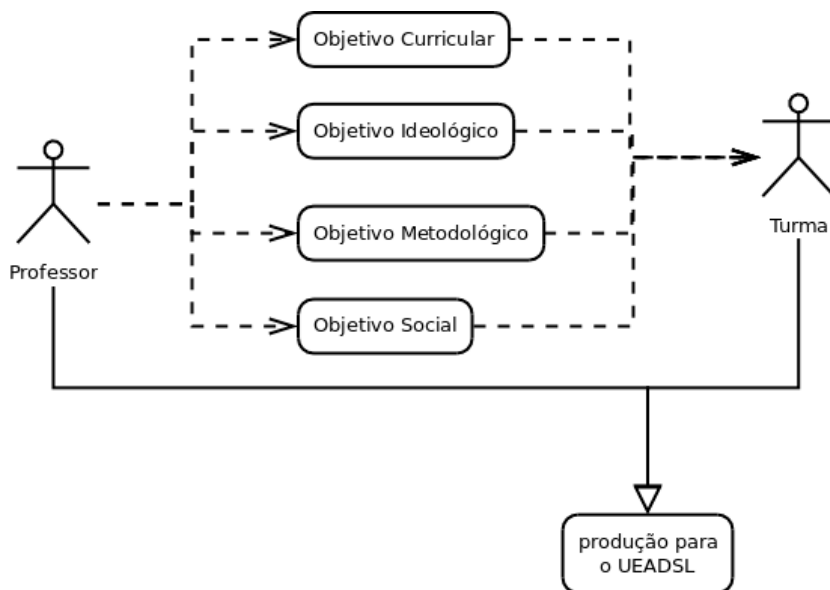 Objetivo Curricular
Objetivo Ideológico
Objetivo Metodológico
Objetivo Social
Professor
Turma
produção para
o UEADSL